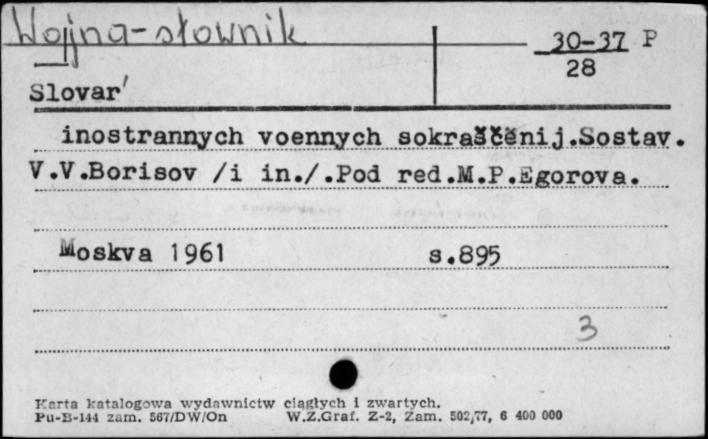 Wojna-słownik
30-37 P
28
Slovar'
inostrannych voennych sokraščenij.Sostav.
V.V.Borisov /i in./.Pod red.M.P.Egorova.
Moskva 1961 s.895
3
Karta katalogowa wydawnictw ciągłych i zwartych.
Pu-B-144 zam. 567/DW/On W.Z.Graf. Z-2, Zam. 502/77, 6 400 000